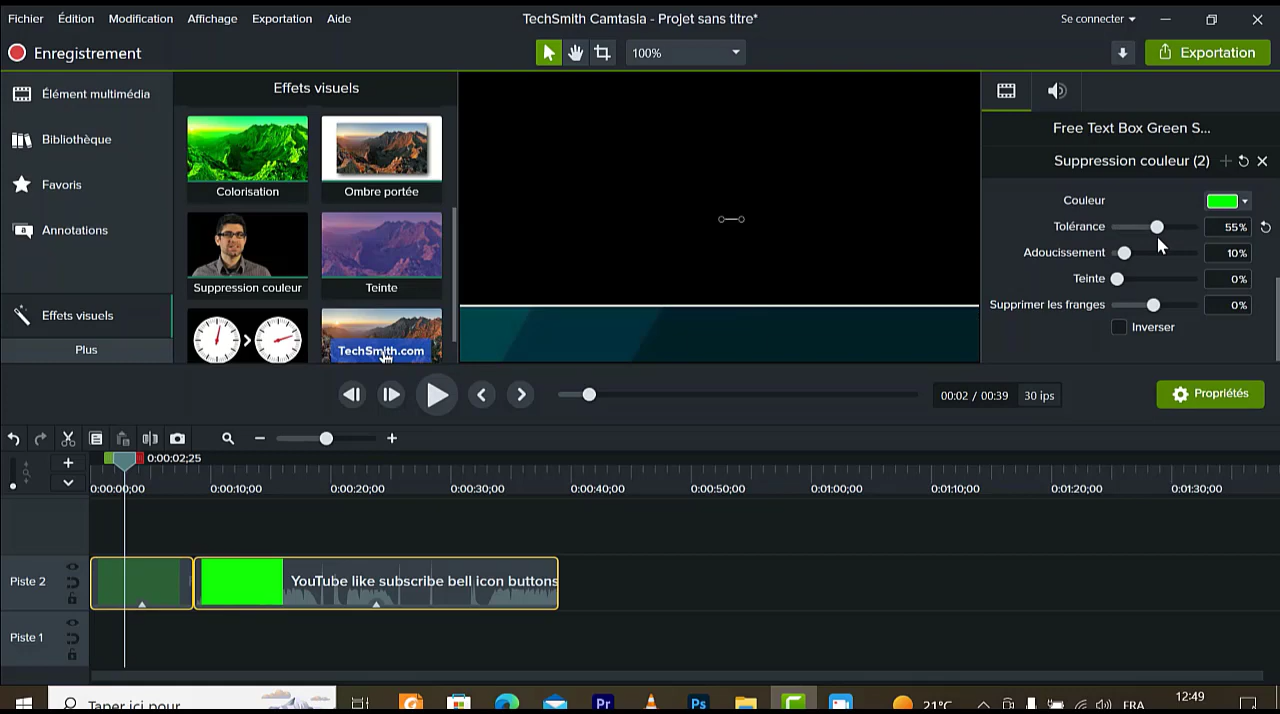 Fichier Édition Modification Affichage Exportation Aide TechSmith Camtasia - Projet sans titre* Se connecter
Enregistrement 100% Exportation
Élément multimédia
Bibliothèque
Favoris
Annotations
Effets visuels
Plus
Effets visuels
Colorisation Ombre portée
Suppression couleur Teinte
TechSmith.com
Free Text Box Green S...
Suppression couleur (2)
Couleur
Tolérance 55%
Adoucissement 10%
Teinte 0%
Supprimer les franges 0%
Inverser
00:02 / 00:39 30 ips Propriétés
0:00:02;25
0:00:00;00 0:00:10;00 0:00:20;00 0:00:30;00 0:00:40;00 0:00:50;00 0:01:00;00 0:01:10;00 0:01:20;00 0:01:30;00
Piste 2 YouTube like subscribe bell icon buttons
Piste 1
Taper ici pour Pr Ps 21°C FRA 12:49